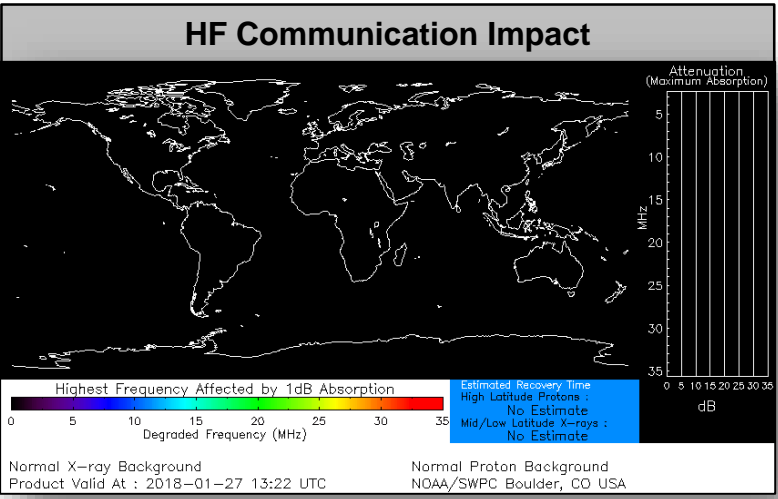 HF Communication Impact
Attenuation
(Maximum Absorption)
5
10
15
20
25
30
35
MHz
0 5 10 15 20 25 30 35
dB
Highest Frequency Affected by 1dB Absorption
0 5 10 15 20 25 30 35
Degraded Frequency (MHz)
Estimated Recovery Time
High Latitude Protons :
No Estimate
Mid/Low Latitude X-rays :
No Estimate
Normal X-ray Background
Normal Proton Background
Product Valid At : 2018-01-27 13:22 UTC
NOAA/SWPC Boulder, CO USA